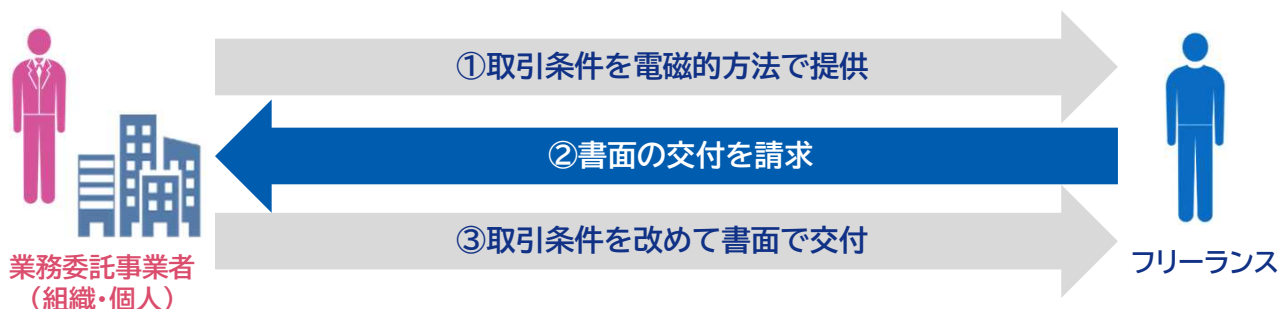 ①取引条件を電磁的方法で提供
②書面の交付を請求
③取引条件を改めて書面で交付
業務委託事業者
（組織・個人）
フリーランス